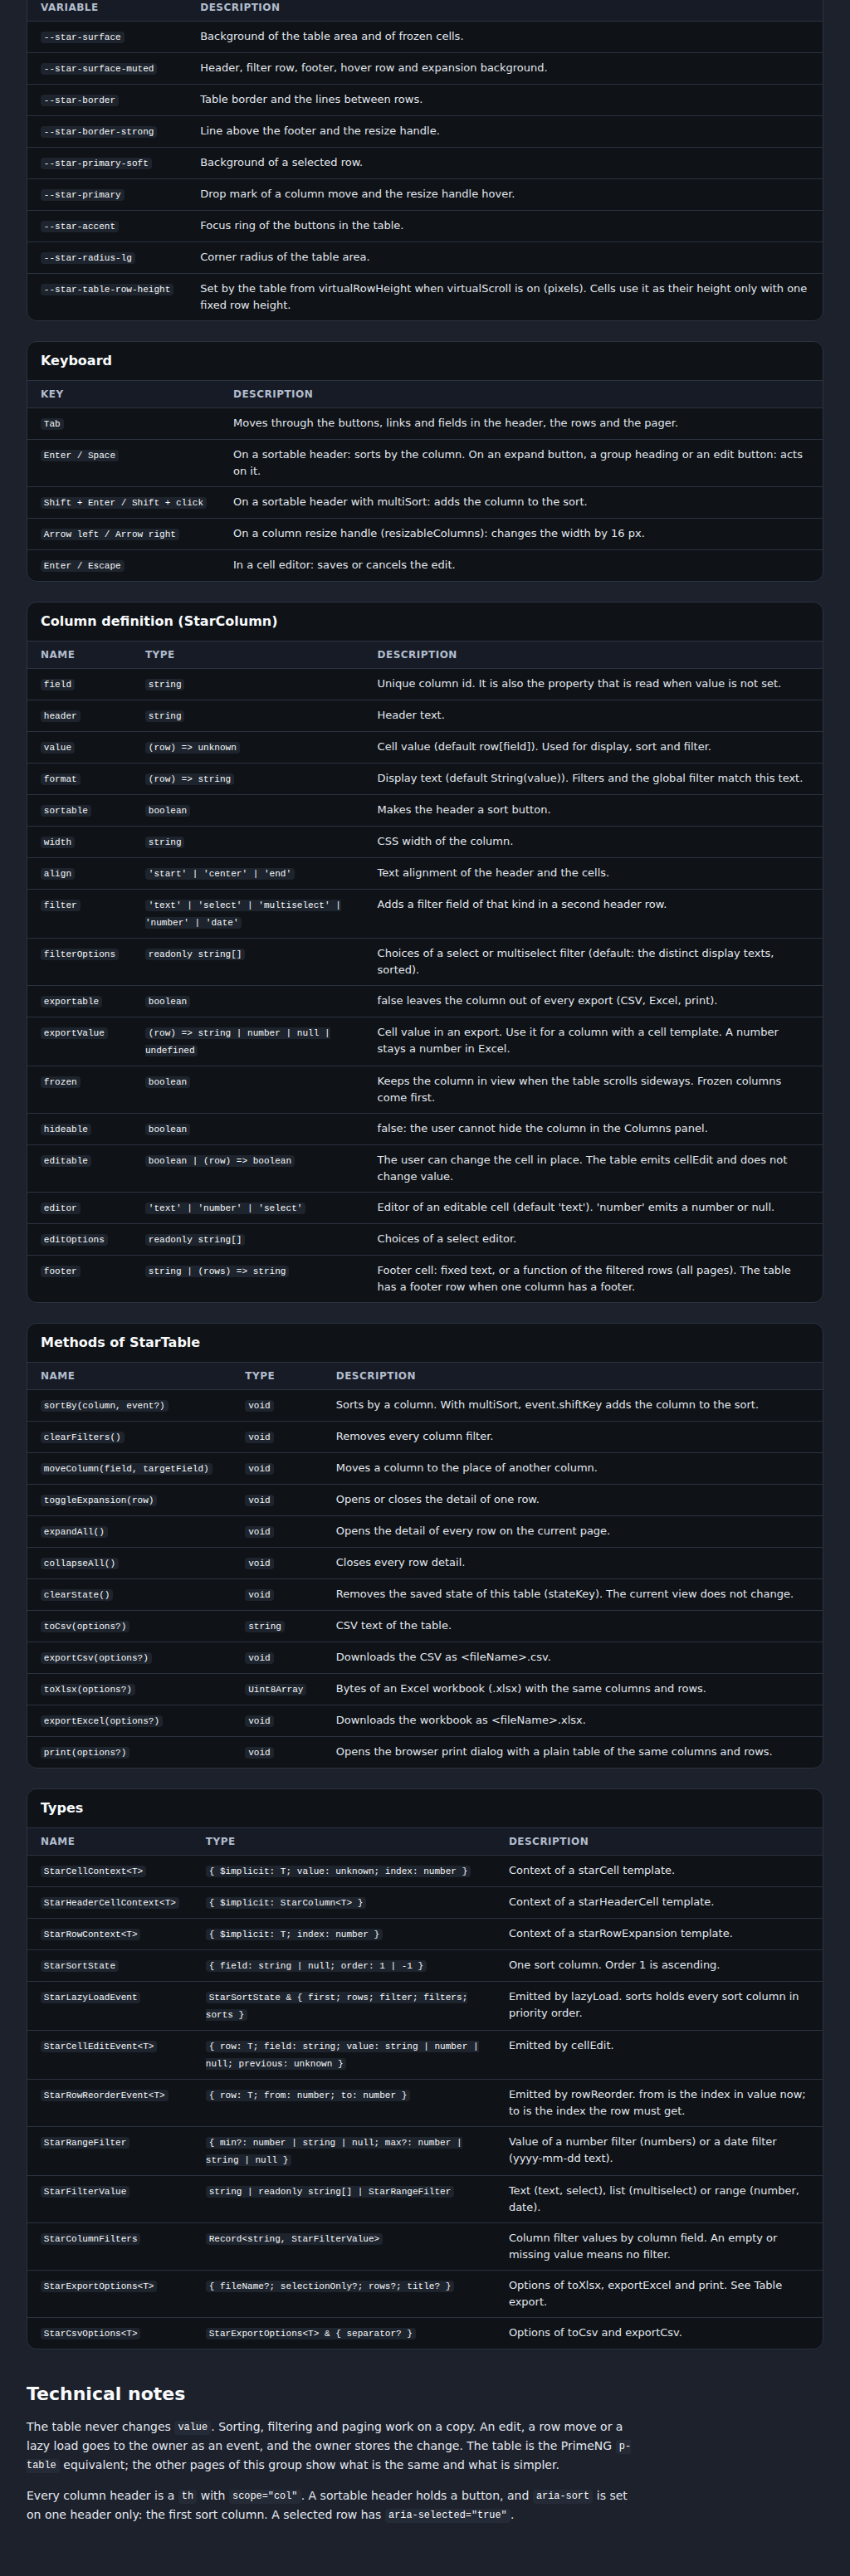 VARIABLE DESCRIPTION
--star-surface Background of the table area and of frozen cells.
--star-surface-muted Header, filter row, footer, hover row and expansion background.
--star-border Table border and the lines between rows.
--star-border-strong Line above the footer and the resize handle.
--star-primary-soft Background of a selected row.
--star-primary Drop mark of a column move and the resize handle hover.
--star-accent Focus ring of the buttons in the table.
--star-radius-lg Corner radius of the table area.
--star-table-row-height Set by the table from virtualRowHeight when virtualScroll is on (pixels). Cells use it as their height only with one
fixed row height.
Keyboard
KEY DESCRIPTION
Tab Moves through the buttons, links and fields in the header, the rows and the pager.
Enter / Space On a sortable header: sorts by the column. On an expand button, a group heading or an edit button: acts
on it.
Shift + Enter / Shift + click On a sortable header with multiSort: adds the column to the sort.
Arrow left / Arrow right On a column resize handle (resizableColumns): changes the width by 16 px.
Enter / Escape In a cell editor: saves or cancels the edit.
Column definition (StarColumn)
NAME TYPE DESCRIPTION
field string Unique column id. It is also the property that is read when value is not set.
header string Header text.
value (row) => unknown Cell value (default row[field]). Used for display, sort and filter.
format (row) => string Display text (default String(value)). Filters and the global filter match this text.
sortable boolean Makes the header a sort button.
width string CSS width of the column.
align 'start' | 'center' | 'end' Text alignment of the header and the cells.
filter 'text' | 'select' | 'multiselect' | Adds a filter field of that kind in a second header row.
'number' | 'date'
filterOptions readonly string[] Choices of a select or multiselect filter (default: the distinct display texts,
sorted).
exportable boolean false leaves the column out of every export (CSV, Excel, print).
exportValue (row) => string | number | null | Cell value in an export. Use it for a column with a cell template. A number
undefined stays a number in Excel.
frozen boolean Keeps the column in view when the table scrolls sideways. Frozen columns
come first.
hideable boolean false: the user cannot hide the column in the Columns panel.
editable boolean | (row) => boolean The user can change the cell in place. The table emits cellEdit and does not
change value.
editor 'text' | 'number' | 'select' Editor of an editable cell (default 'text'). 'number' emits a number or null.
editOptions readonly string[] Choices of a select editor.
footer string | (rows) => string Footer cell: fixed text, or a function of the filtered rows (all pages). The table
has a footer row when one column has a footer.
Methods of StarTable
NAME TYPE DESCRIPTION
sortBy(column, event?) void Sorts by a column. With multiSort, event.shiftKey adds the column to the sort.
clearFilters() void Removes every column filter.
moveColumn(field, targetField) void Moves a column to the place of another column.
toggleExpansion(row) void Opens or closes the detail of one row.
expandAll() void Opens the detail of every row on the current page.
collapseAll() void Closes every row detail.
clearState() void Removes the saved state of this table (stateKey). The current view does not change.
toCsv(options?) string CSV text of the table.
exportCsv(options?) void Downloads the CSV as <fileName>.csv.
toXlsx(options?) Uint8Array Bytes of an Excel workbook (.xlsx) with the same columns and rows.
exportExcel(options?) void Downloads the workbook as <fileName>.xlsx.
print(options?) void Opens the browser print dialog with a plain table of the same columns and rows.
Types
NAME TYPE DESCRIPTION
StarCellContext<T> { $implicit: T; value: unknown; index: number } Context of a starCell template.
StarHeaderCellContext<T> { $implicit: StarColumn<T> } Context of a starHeaderCell template.
StarRowContext<T> { $implicit: T; index: number } Context of a starRowExpansion template.
StarSortState { field: string | null; order: 1 | -1 } One sort column. Order 1 is ascending.
StarLazyLoadEvent StarSortState & { first; rows; filter; filters; Emitted by lazyLoad. sorts holds every sort column in
sorts } priority order.
StarCellEditEvent<T> { row: T; field: string; value: string | number | Emitted by cellEdit.
null; previous: unknown }
StarRowReorderEvent<T> { row: T; from: number; to: number } Emitted by rowReorder. from is the index in value now;
to is the index the row must get.
StarRangeFilter { min?: number | string | null; max?: number | Value of a number filter (numbers) or a date filter
string | null } (yyyy-mm-dd text).
StarFilterValue string | readonly string[] | StarRangeFilter Text (text, select), list (multiselect) or range (number,
date).
StarColumnFilters Record<string, StarFilterValue> Column filter values by column field. An empty or
missing value means no filter.
StarExportOptions<T> { fileName?; selectionOnly?; rows?; title? } Options of toXlsx, exportExcel and print. See Table
export.
StarCsvOptions<T> StarExportOptions<T> & { separator? } Options of toCsv and exportCsv.
Technical notes
The table never changes value. Sorting, filtering and paging work on a copy. An edit, a row move or a
lazy load goes to the owner as an event, and the owner stores the change. The table is the PrimeNG p-
table equivalent; the other pages of this group show what is the same and what is simpler.
Every column header is a th with scope="col". A sortable header holds a button, and aria-sort is set
on one header only: the first sort column. A selected row has aria-selected="true".